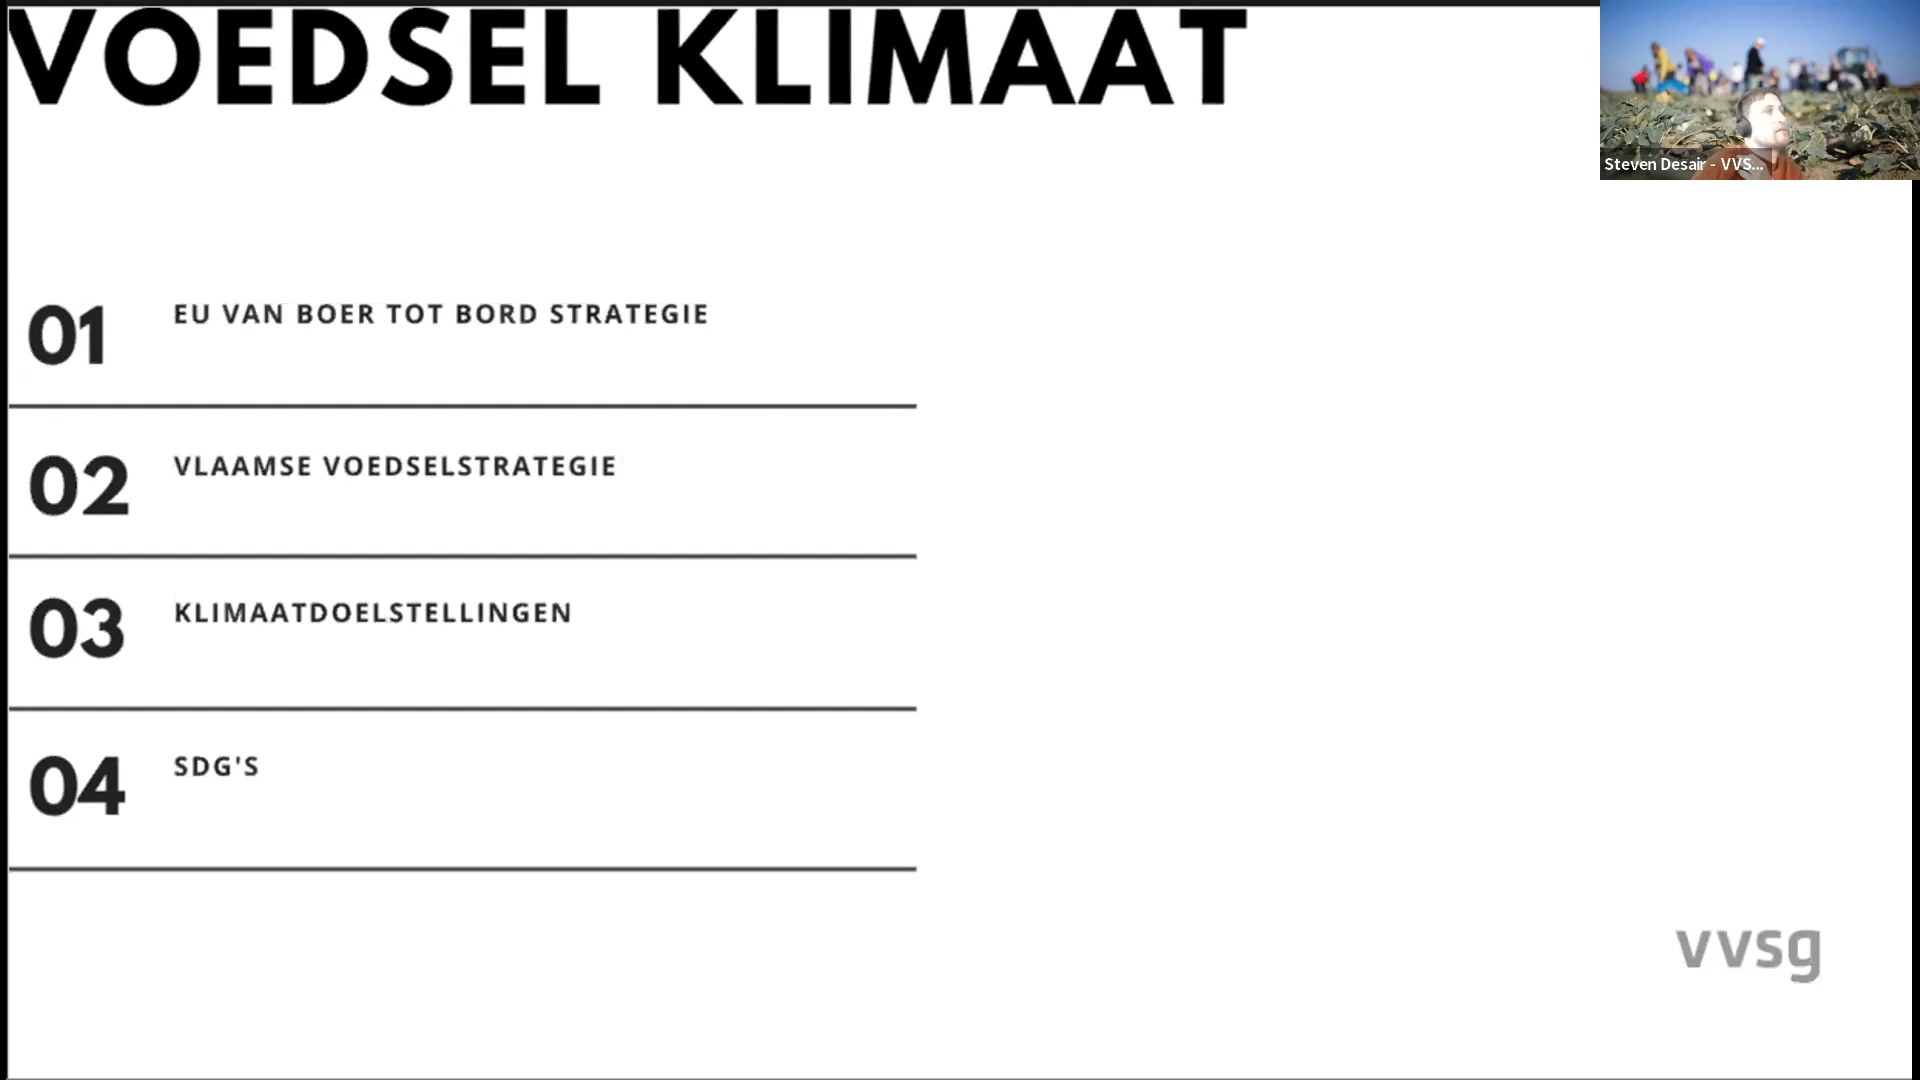 VOEDSEL KLIMAAT
Steven Desair - VVS...
01 EU VAN BOER TOT BORD STRATEGIE
02 VLAAMSE VOEDSELSTRATEGIE
03 KLIMAATDOELSTELLINGEN
04 SDG'S
vvsg